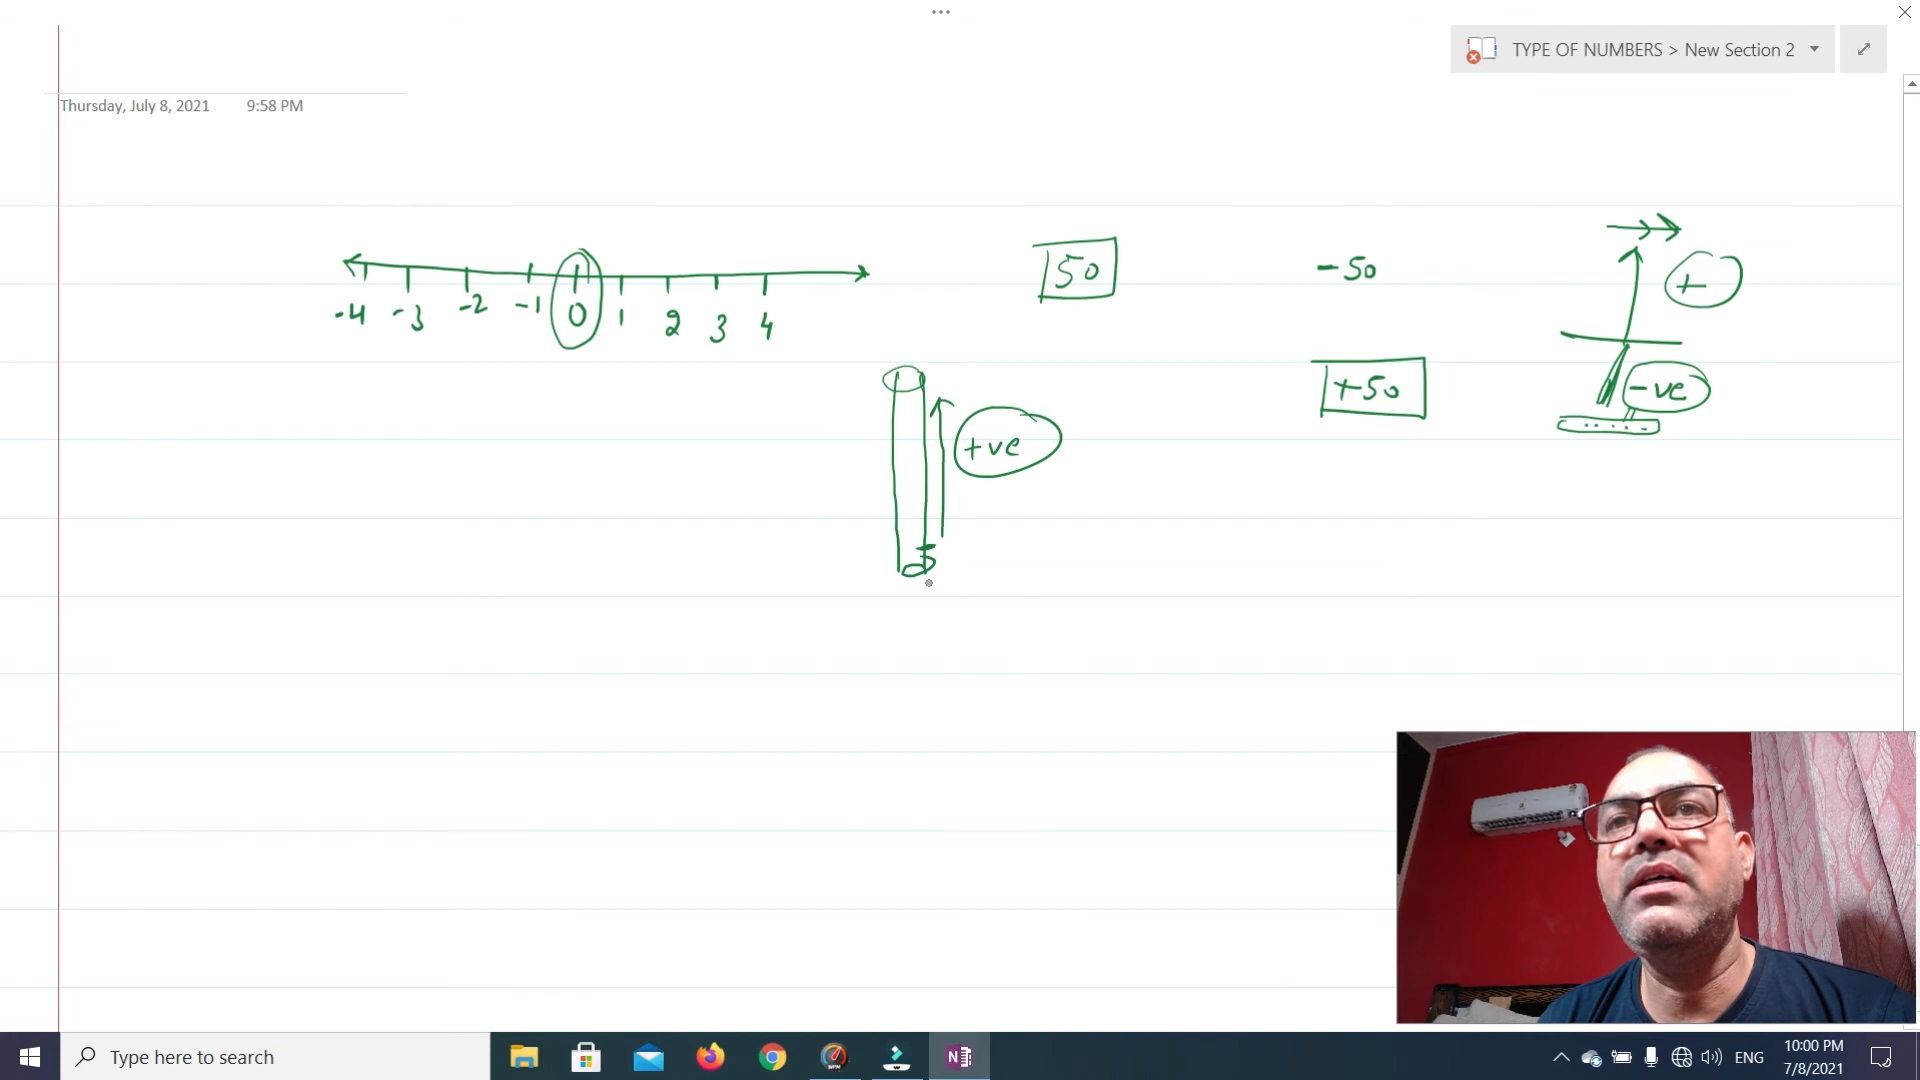 TYPE OF NUMBERS > New Section 2
Thursday, July 8, 2021 9:58 PM
-4 -3 -2 -1 0 1 2 3 4
50
-50
+
+50
-ve
+ve
Type here to search
N
ENG
10:00 PM
7/8/2021